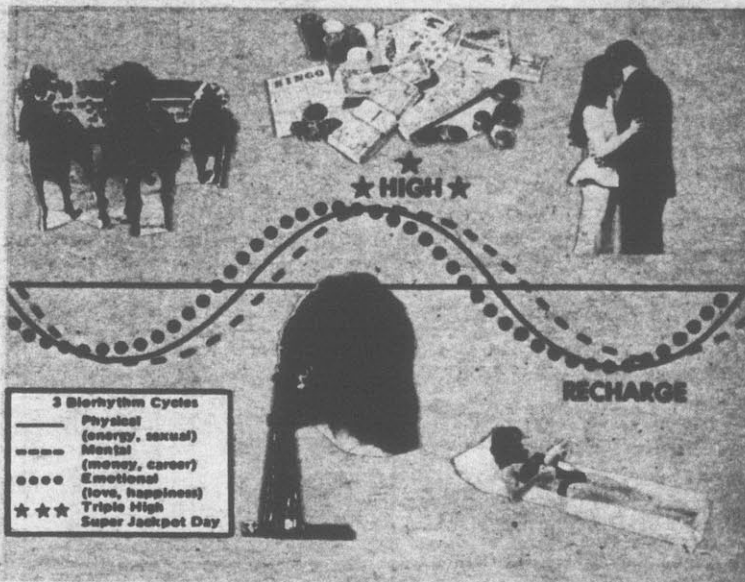 BINGO
HIGH
RECHARGE
3 Biorhythm Cycles
Physical
(energy, sexual)
Mental
(money, career)
Emotional
(love, happiness)
Triple High
Super Jackpot Day